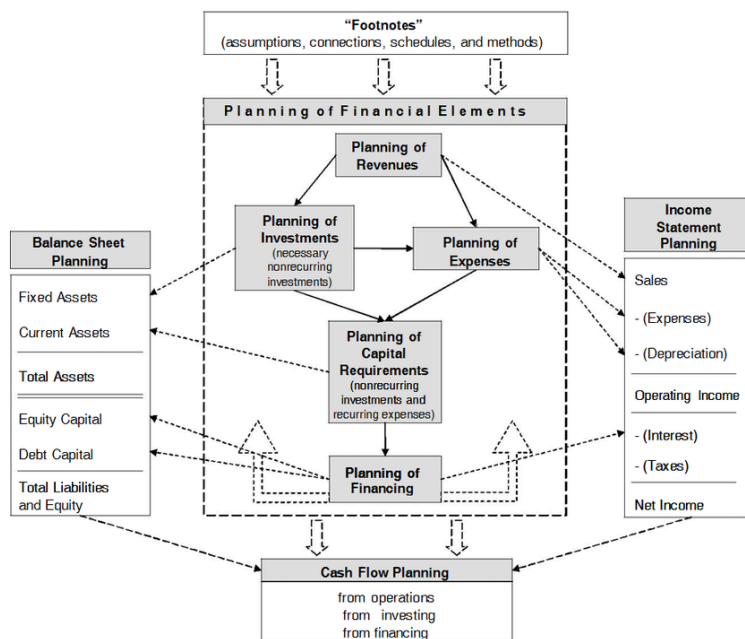 “Footnotes”
(assumptions, connections, schedules, and methods)
Planning of Financial Elements
Planning of
Revenues
Planning of
Investments
(necessary
nonrecurring
investments)
Planning of
Expenses
Planning of
Capital
Requirements
(nonrecurring
investments and
recurring expenses)
Planning of
Financing
Balance Sheet
Planning
Fixed Assets
Current Assets
Total Assets
Equity Capital
Debt Capital
Total Liabilities
and Equity
Income
Statement
Planning
Sales
- (Expenses)
- (Depreciation)
Operating Income
- (Interest)
- (Taxes)
Net Income
Cash Flow Planning
from operations
from investing
from financing